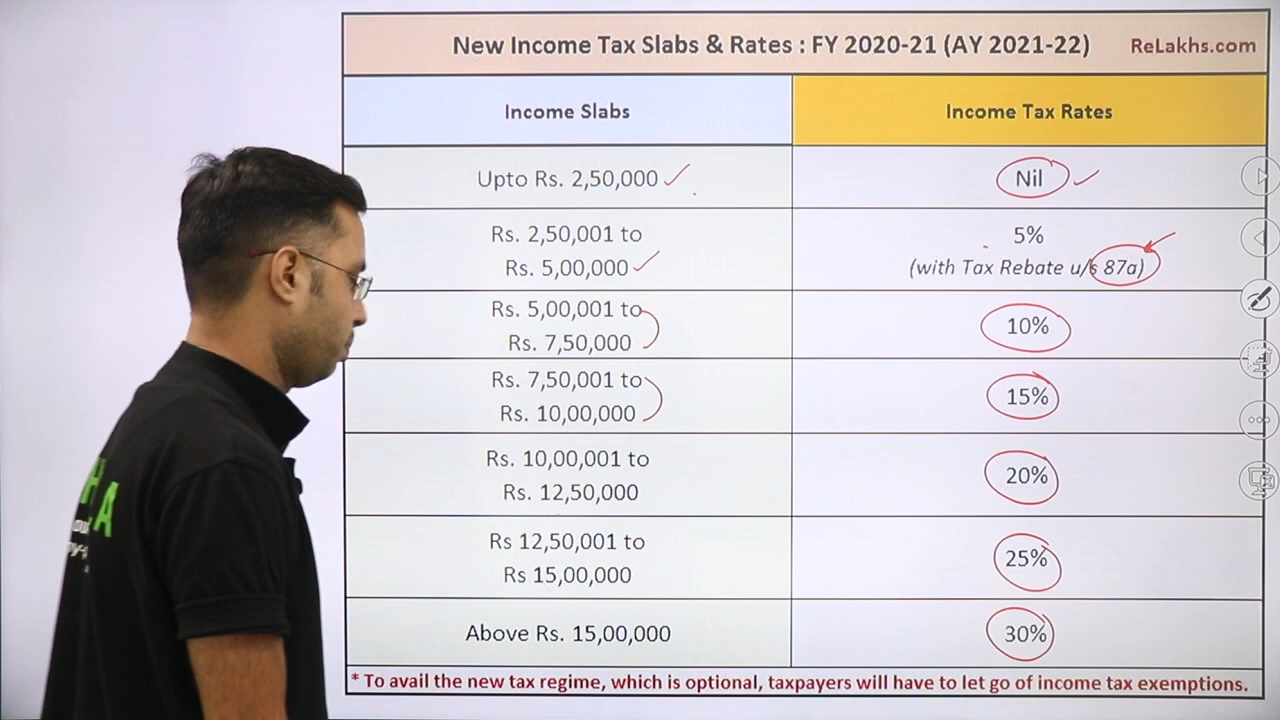 New Income Tax Slabs & Rates : FY 2020-21 (AY 2021-22) ReLakhs.com
Income Slabs Income Tax Rates
Upto Rs. 2,50,000 Nil
Rs. 2,50,001 to
Rs. 5,00,000
5%
(with Tax Rebate u/s 87a)
Rs. 5,00,001 to
Rs. 7,50,000
10%
Rs. 7,50,001 to
Rs. 10,00,000
15%
Rs. 10,00,001 to
Rs. 12,50,000
20%
Rs 12,50,001 to
Rs 15,00,000
25%
Above Rs. 15,00,000 30%
* To avail the new tax regime, which is optional, taxpayers will have to let go of income tax exemptions.